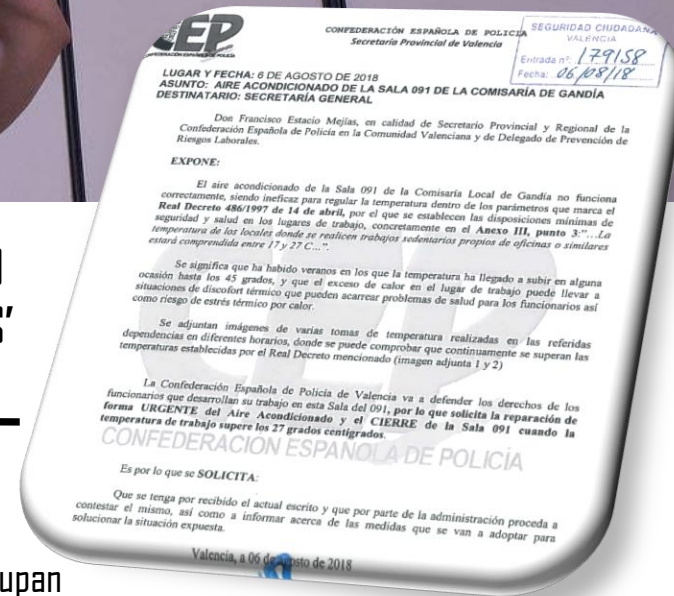 CEP
CONFEDERACIÓN ESPAÑOLA DE POLICÍA
CONFEDERACIÓN ESPAÑOLA DE POLICIA
Secretaría Provincial de Valencia
SEGURIDAD CIUDADANA
VALENCIA
Entrada nº: 179158
Fecha: 06/08/18
LUGAR Y FECHA: 6 DE AGOSTO DE 2018
ASUNTO: AIRE ACONDICIONADO DE LA SALA 091 DE LA COMISARÍA DE GANDÍA
DESTINATARIO: SECRETARÍA GENERAL
Don Francisco Estacio Mejías, en calidad de Secretario Provincial y Regional de la
Confederación Española de Policía en la Comunidad Valenciana y de Delegado de Prevención de
Riesgos Laborales.
EXPONE:
El aire acondicionado de la Sala 091 de la Comisaría Local de Gandía no funciona
correctamente, siendo ineficaz para regular la temperatura dentro de los parámetros que marca el
Real Decreto 486/1997 de 14 de abril, por el que se establecen las disposiciones mínimas de
seguridad y salud en los lugares de trabajo, concretamente en el Anexo III, punto 3:"…La
temperatura de los locales donde se realicen trabajos sedentarios propios de oficinas o similares
estará comprendida entre 17 y 27 C...".
Se significa que ha habido veranos en los que la temperatura ha llegado a subir en alguna
ocasión hasta los 45 grados, y que el exceso de calor en el lugar de trabajo puede llevar a
situaciones de discofort térmico que pueden acarrear problemas de salud para los funcionarios así
como riesgo de estrés térmico por calor.
Se adjuntan imágenes de varias tomas de temperatura realizadas en las referidas
dependencias en diferentes horarios, donde se puede comprobar que continuamente se superan las
temperaturas establecidas por el Real Decreto mencionado (imagen adjunta 1 y 2)
La Confederación Española de Policía de Valencia va a defender los derechos de los
funcionarios que desarrollan su trabajo en esta Sala del 091, por lo que solicita la reparación de
forma URGENTE del Aire Acondicionado y el CIERRE de la Sala 091 cuando la
temperatura de trabajo supere los 27 grados centígrados.
CONFEDERACIÓN ESPAÑOLA DE POLICÍA
Es por lo que se SOLICITA:
Que se tenga por recibido el actual escrito y que por parte de la administración proceda a
contestar el mismo, así como a informar acerca de las medidas que se van a adoptar para
solucionar la situación expuesta.
Valencia, a 06 de agosto de 2018
upan